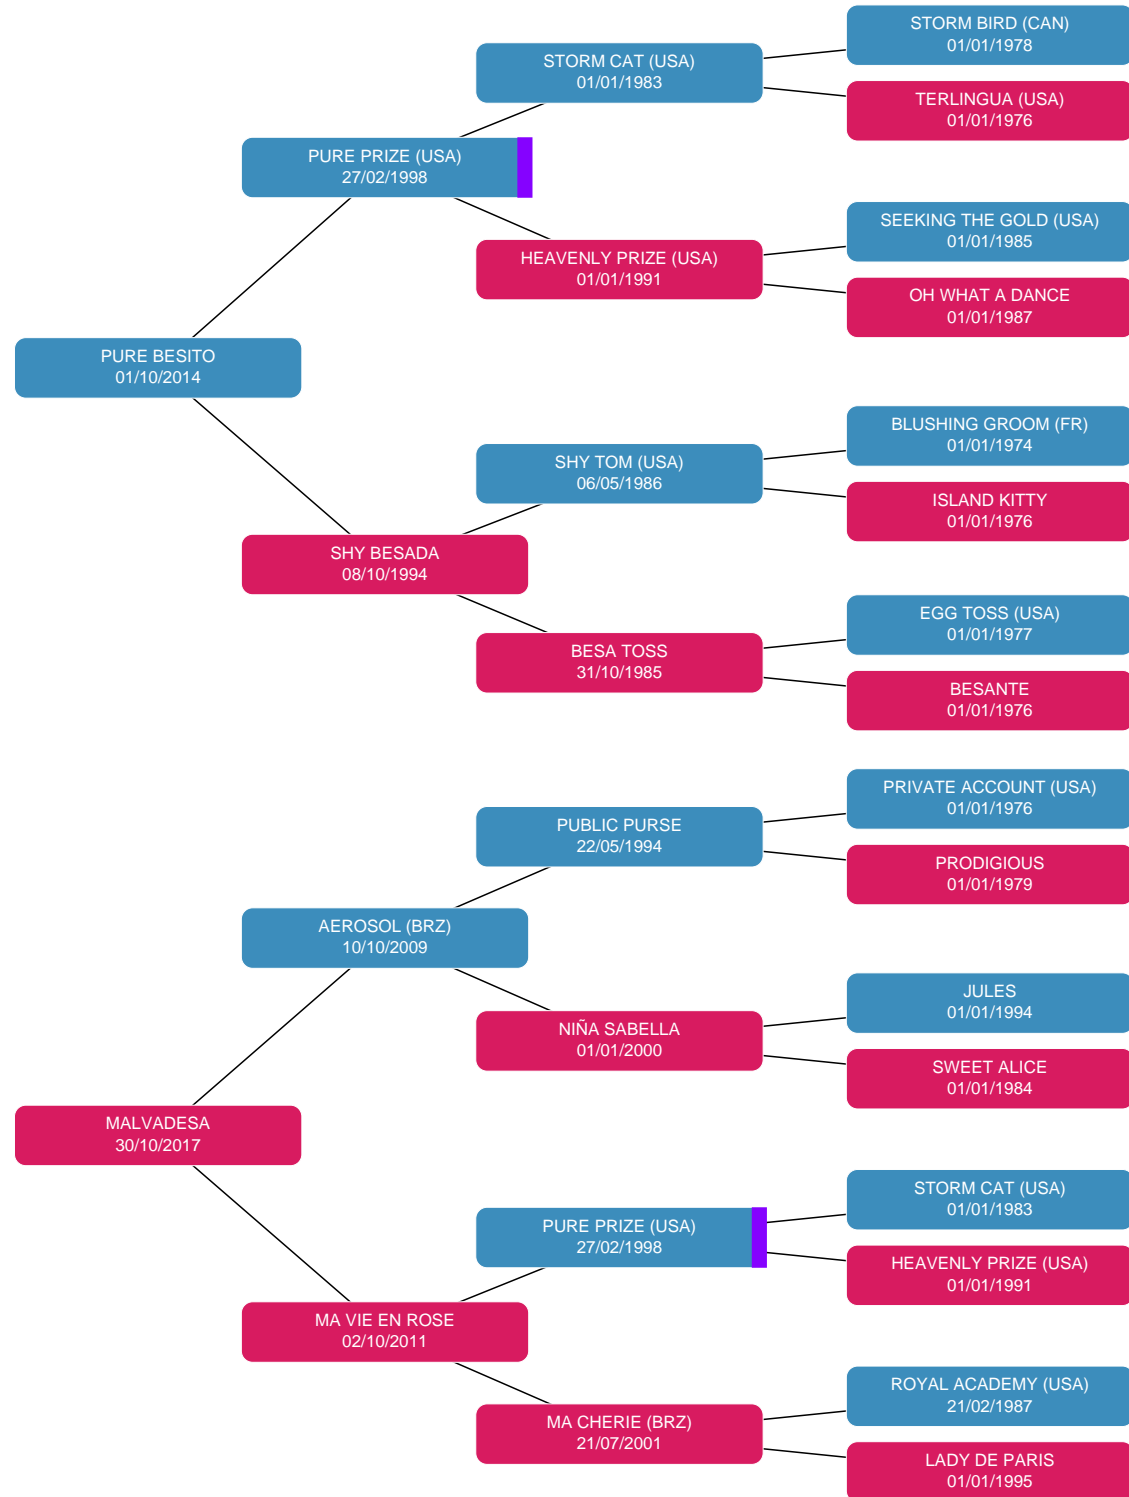 STORM BIRD (CAN)
01/01/1978
STORM CAT (USA)
01/01/1983
TERLINGUA (USA)
01/01/1976
PURE PRIZE (USA)
27/02/1998
SEEKING THE GOLD (USA)
01/01/1985
HEAVENLY PRIZE (USA)
01/01/1991
OH WHAT A DANCE
01/01/1987
PURE BESITO
01/10/2014
BLUSHING GROOM (FR)
01/01/1974
SHY TOM (USA)
06/05/1986
ISLAND KITTY
01/01/1976
SHY BESADA
08/10/1994
EGG TOSS (USA)
01/01/1977
BESA TOSS
31/10/1985
BESANTE
01/01/1976
PRIVATE ACCOUNT (USA)
01/01/1976
PUBLIC PURSE
22/05/1994
PRODIGIOUS
01/01/1979
AEROSOL (BRZ)
10/10/2009
JULES
01/01/1994
NIÑA SABELLA
01/01/2000
SWEET ALICE
01/01/1984
MALVADESA
30/10/2017
STORM CAT (USA)
01/01/1983
PURE PRIZE (USA)
27/02/1998
HEAVENLY PRIZE (USA)
01/01/1991
MA VIE EN ROSE
02/10/2011
ROYAL ACADEMY (USA)
21/02/1987
MA CHERIE (BRZ)
21/07/2001
LADY DE PARIS
01/01/1995